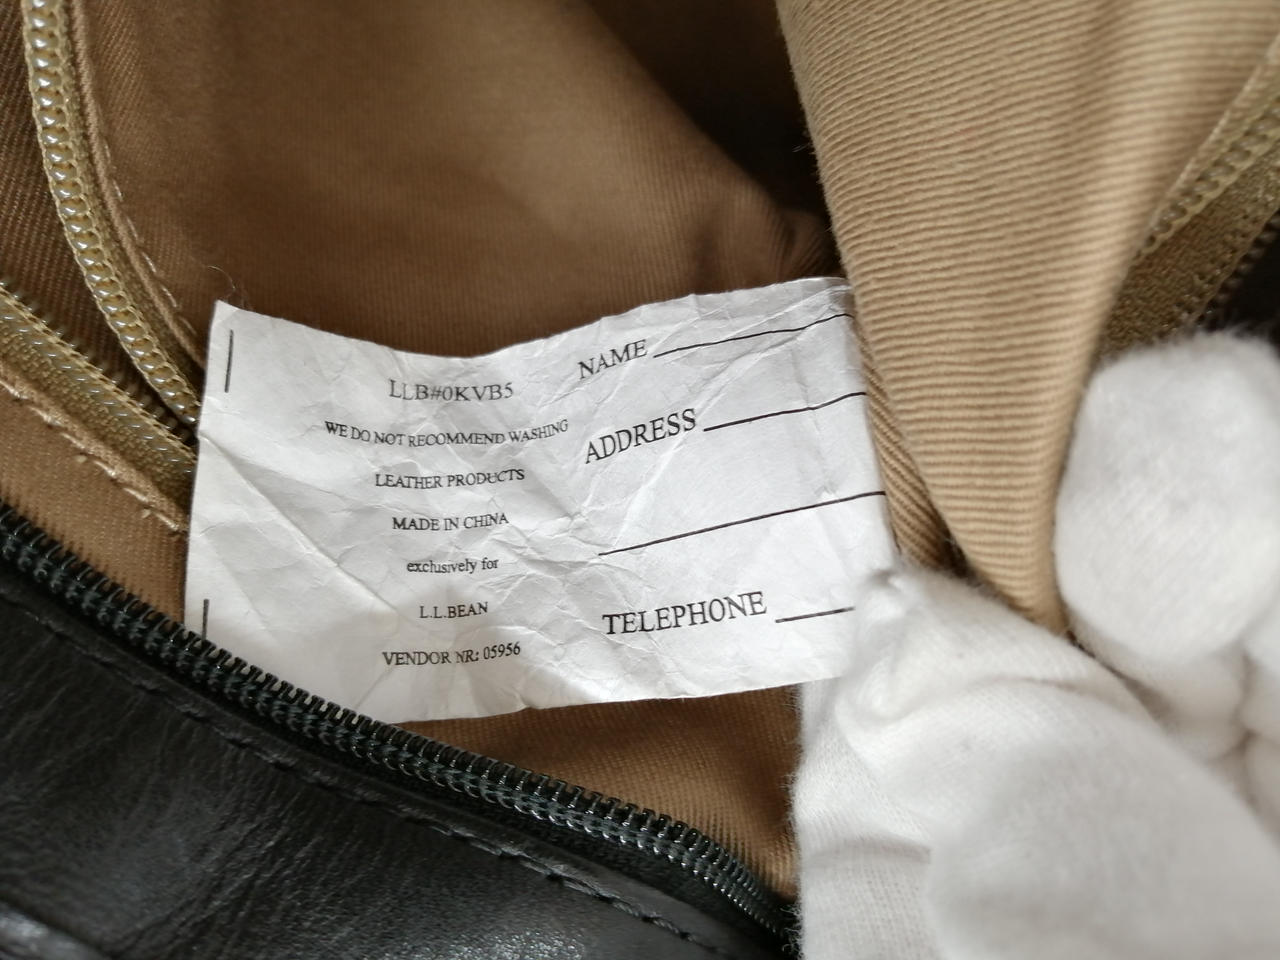 LLB#0KVB5
WE DO NOT RECOMMEND WASHING
LEATHER PRODUCTS
MADE IN CHINA
exclusively for
L.L.BEAN
VENDOR NR: 05956
NAME
ADDRESS
TELEPHONE